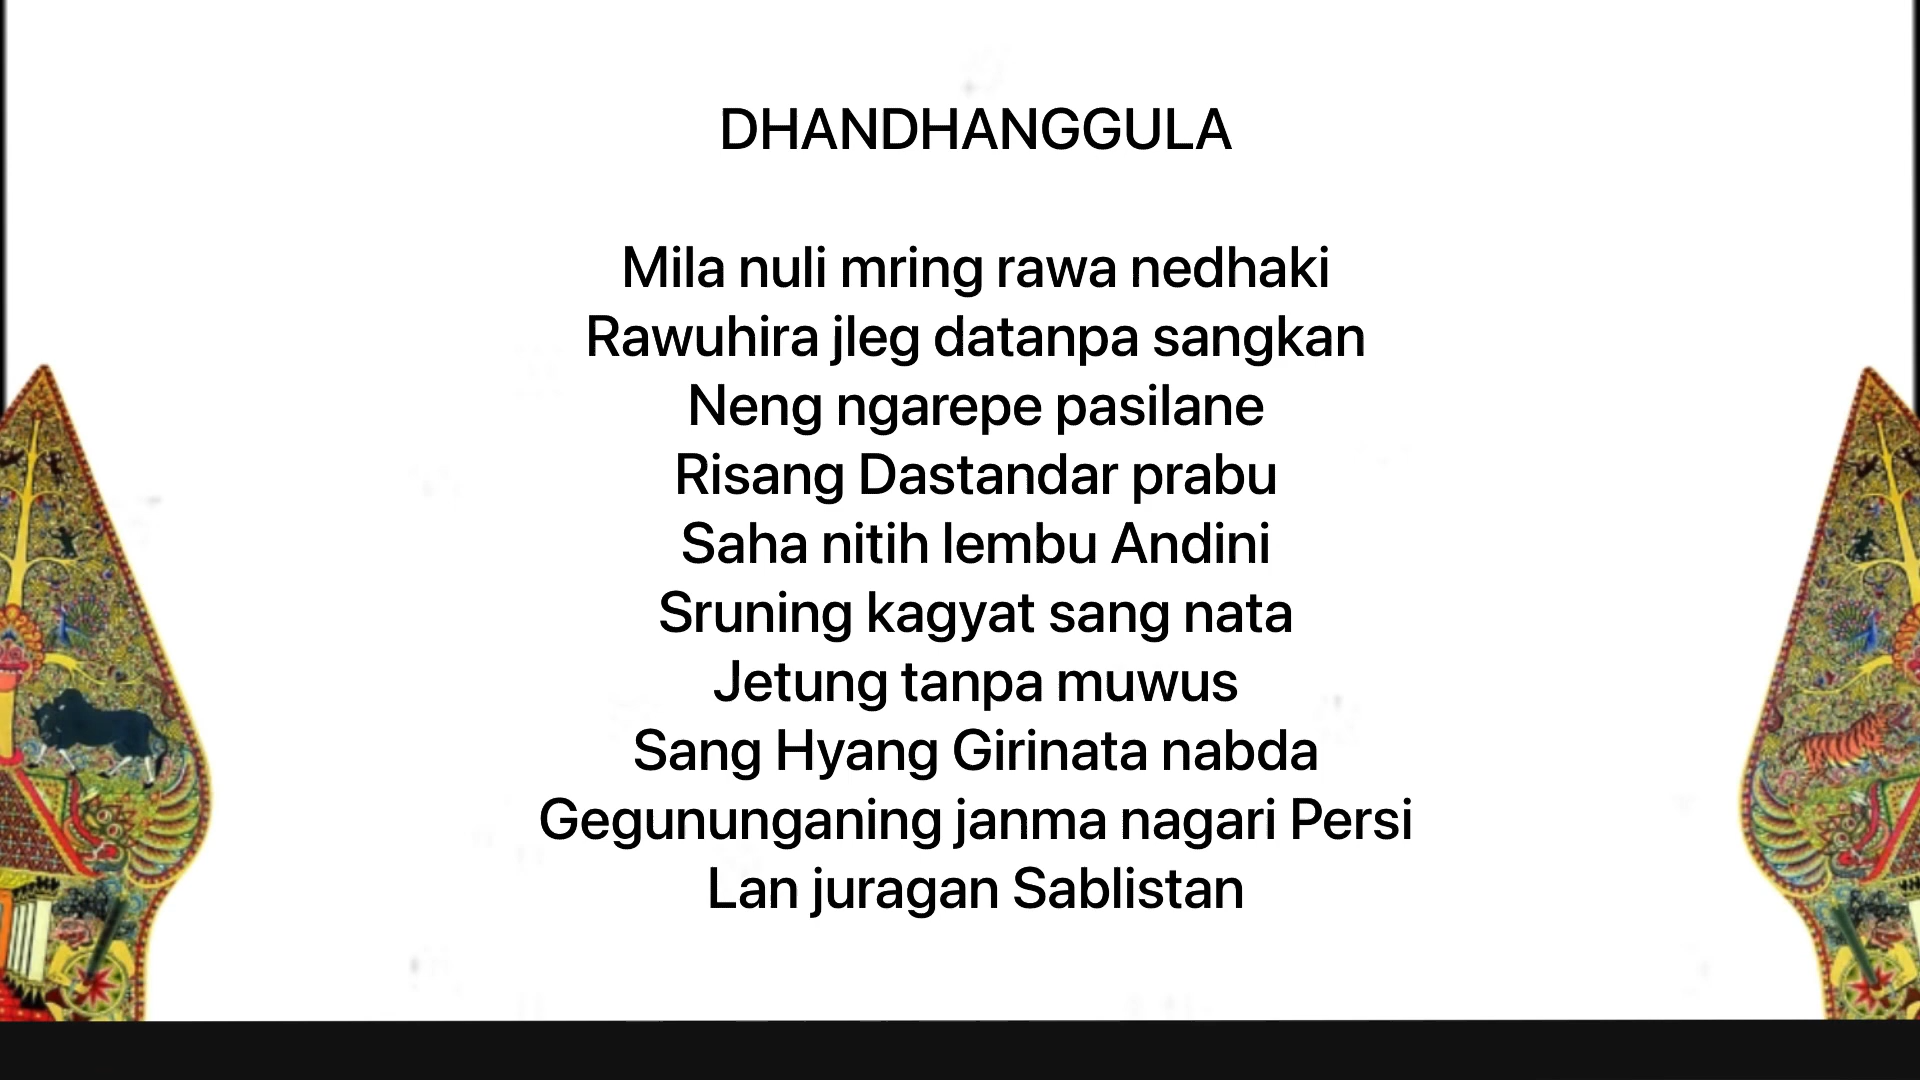 DHANDHANGGULA
Mila nuli mring rawa nedhaki
Rawuhira jleg datanpa sangkan
Neng ngarepe pasilane
Risang Dastandar prabu
Saha nitih lembu Andini
Sruning kagyat sang nata
Jetung tanpa muwus
Sang Hyang Girinata nabda
Gegununganing janma nagari Persi
Lan juragan Sablistan